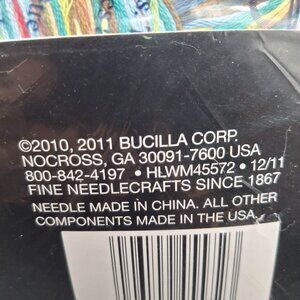 ©2010, 2011 BUCILLA CORP.
NOCROSS, GA 30091-7600 USA
800-842-4197 • HLWM45572 • 12/11
FINE NEEDLECRAFTS SINCE 1867
NEEDLE MADE IN CHINA. ALL OTHER
COMPONENTS MADE IN THE USA.